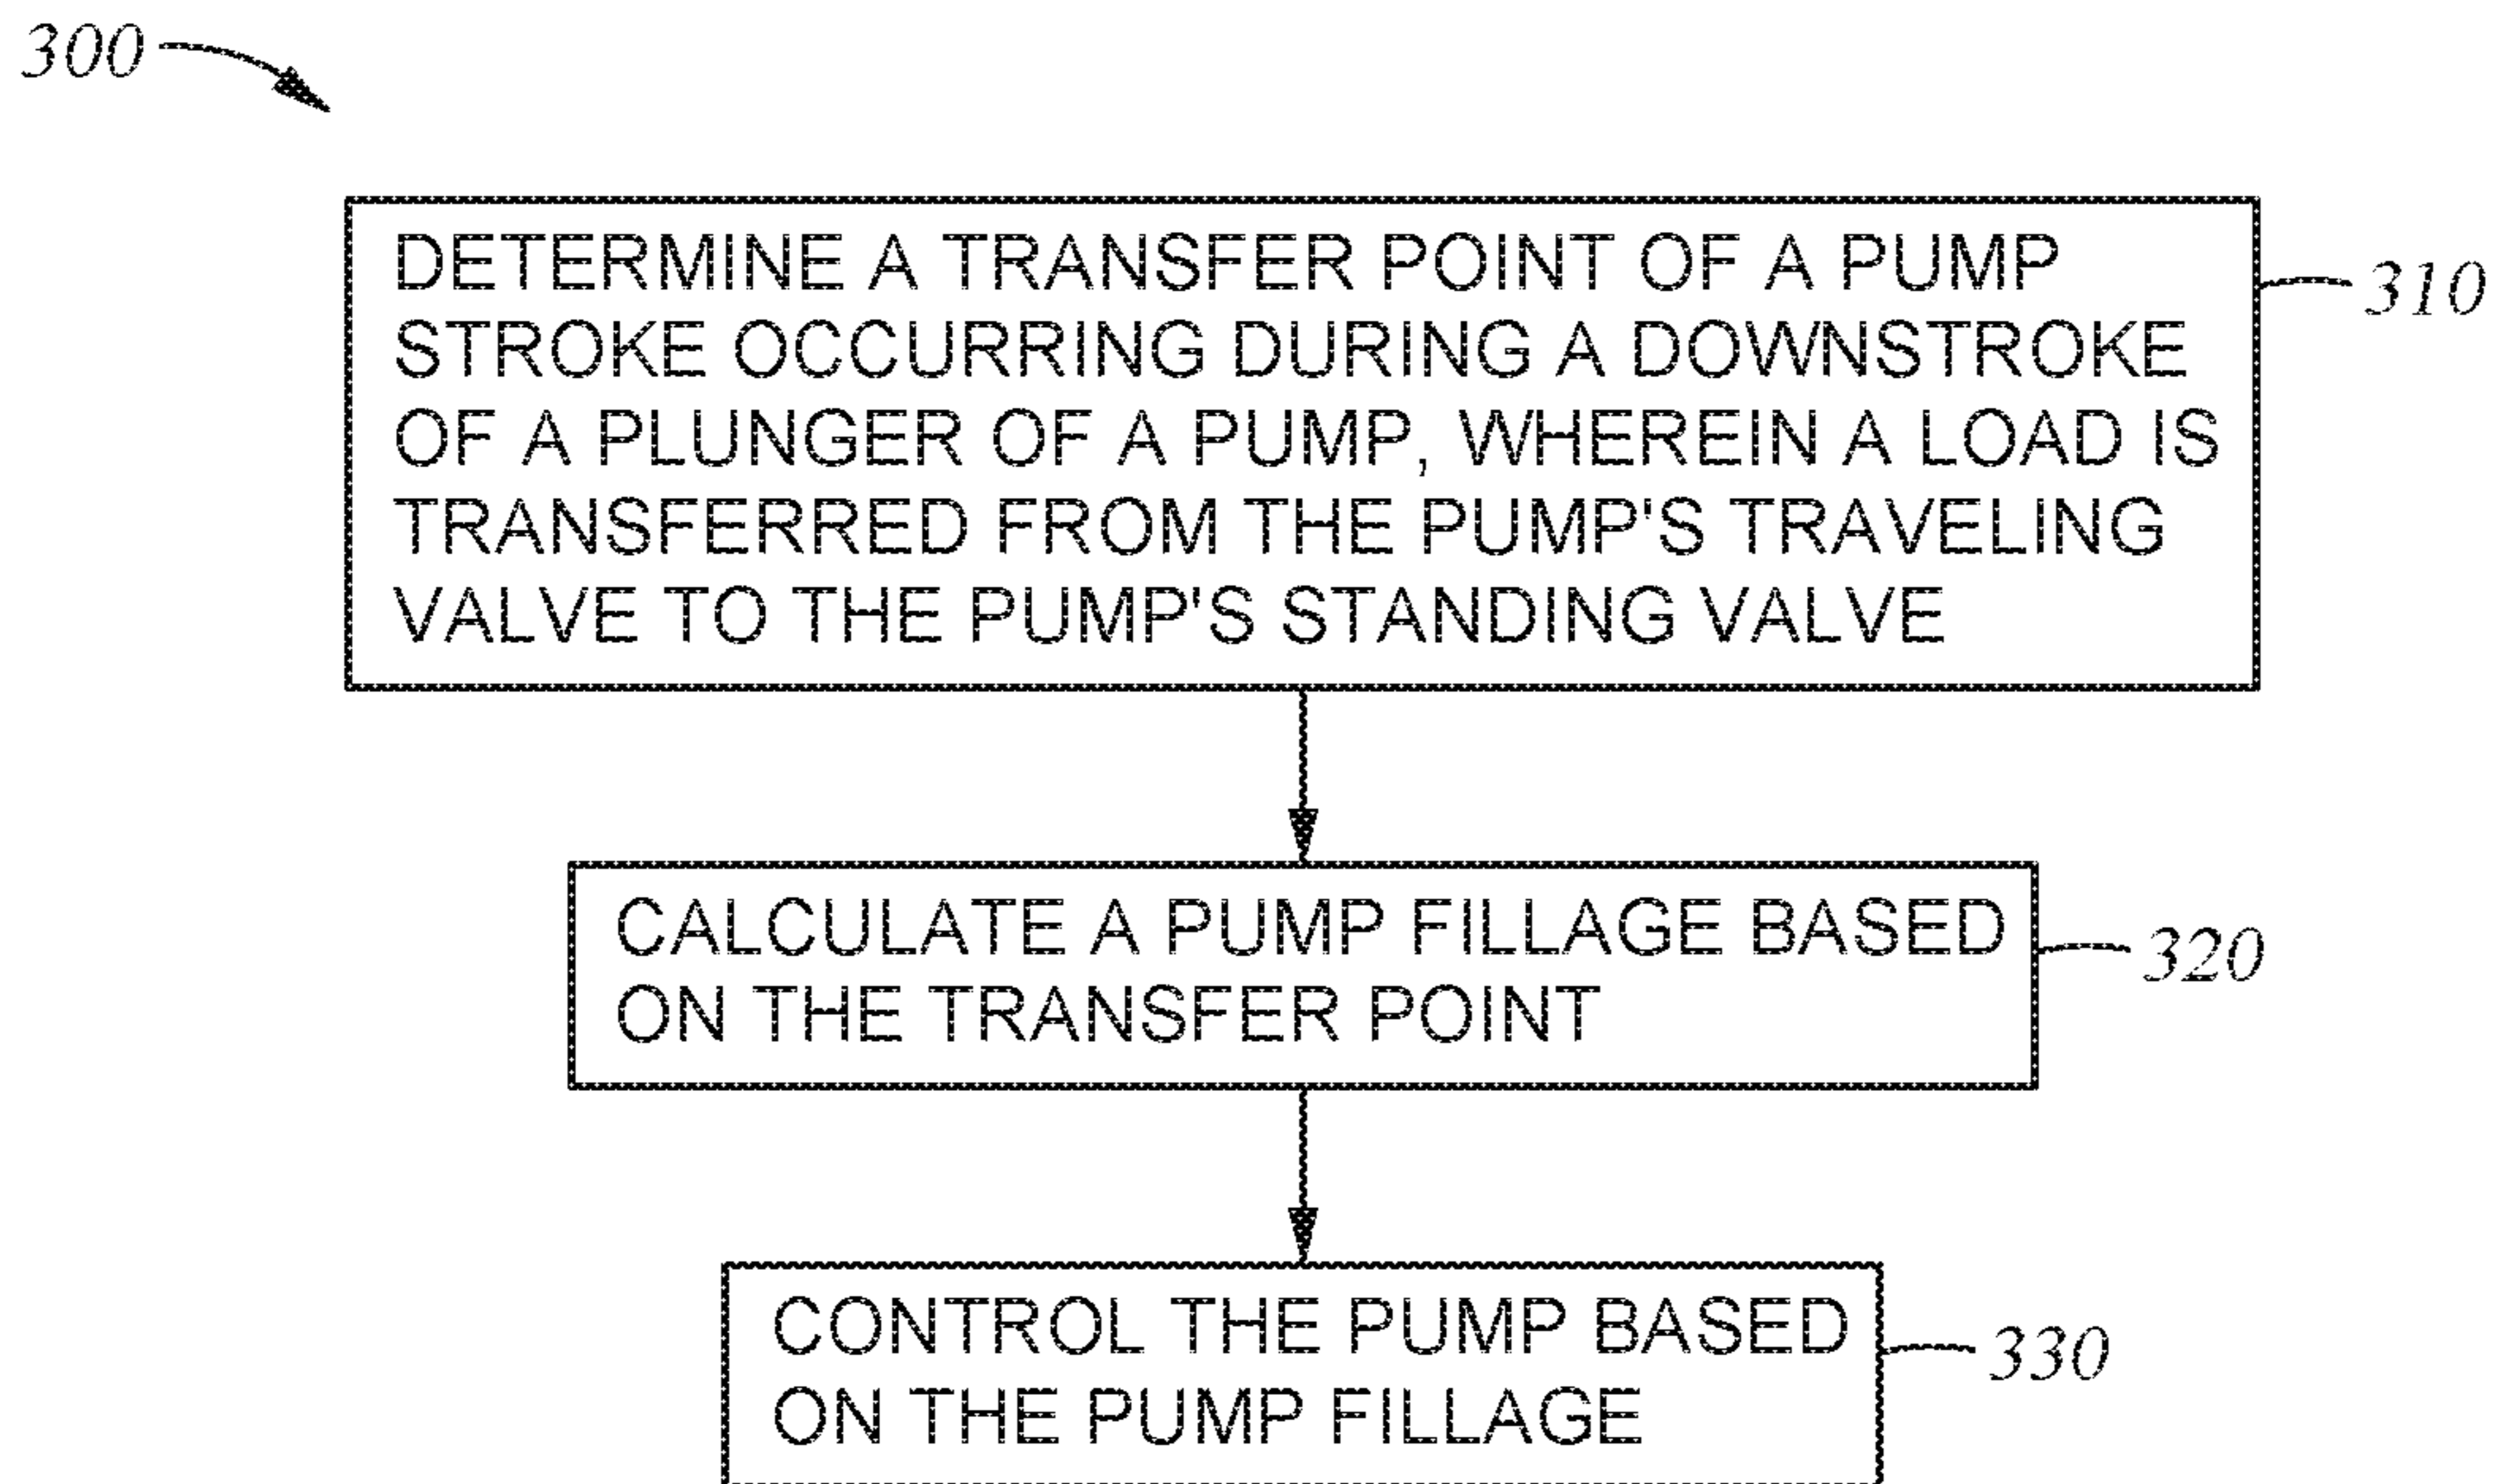 300
DETERMINE A TRANSFER POINT OF A PUMP
STROKE OCCURRING DURING A DOWNSTROKE
OF A PLUNGER OF A PUMP, WHEREIN A LOAD IS
TRANSFERRED FROM THE PUMP'S TRAVELING
VALVE TO THE PUMP'S STANDING VALVE
310
CALCULATE A PUMP FILLAGE BASED
ON THE TRANSFER POINT
320
CONTROL THE PUMP BASED
ON THE PUMP FILLAGE
330